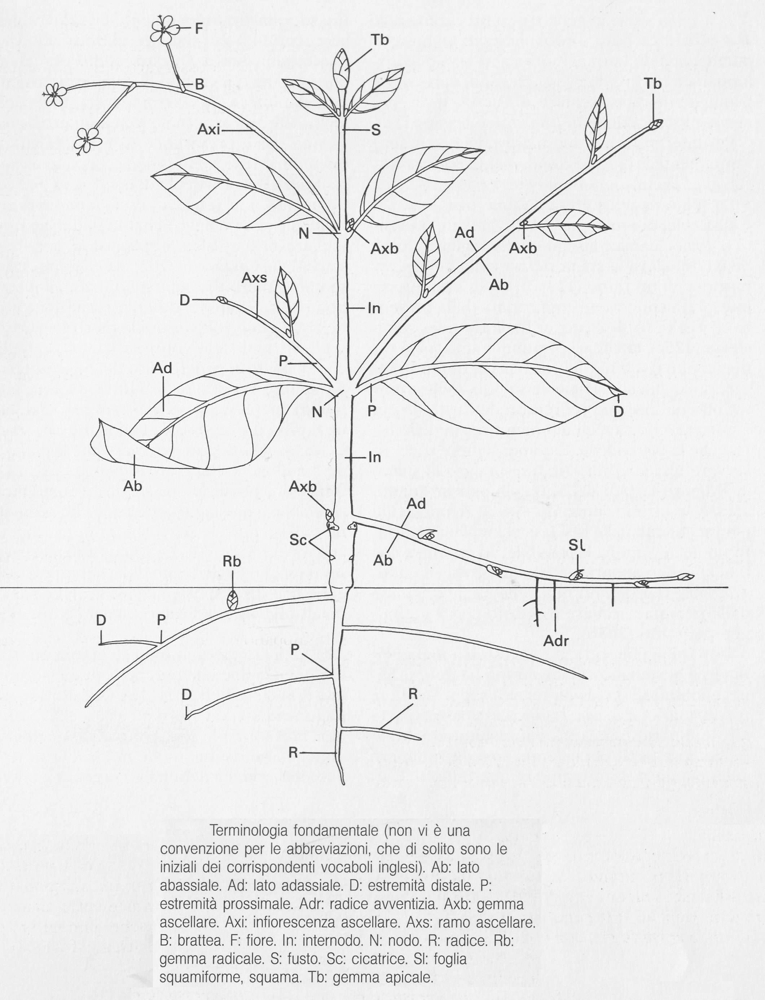 F
Tb
Tb
B
Axi
S
N
Axb
Ad
Axb
Ab
Axs
D
In
P
Ad
N
P
D
In
Ab
Axb
Ad
Sc
Ab
Sl
Rb
D
P
Adr
P
D
R
R
Terminologia fondamentale (non vi è una
convenzione per le abbreviazioni, che di solito sono le
iniziali dei corrispondenti vocaboli inglesi). Ab: lato
abassiale. Ad: lato adassiale. D: estremità distale. P:
estremità prossimale. Adr: radice avventizia. Axb: gemma
ascellare. Axi: infiorescenza ascellare. Axs: ramo ascellare.
B: brattea. F: fiore. In: internodo. N: nodo. R: radice. Rb:
gemma radicale. S: fusto. Sc: cicatrice. Sl: foglia
squamiforme, squama. Tb: gemma apicale.